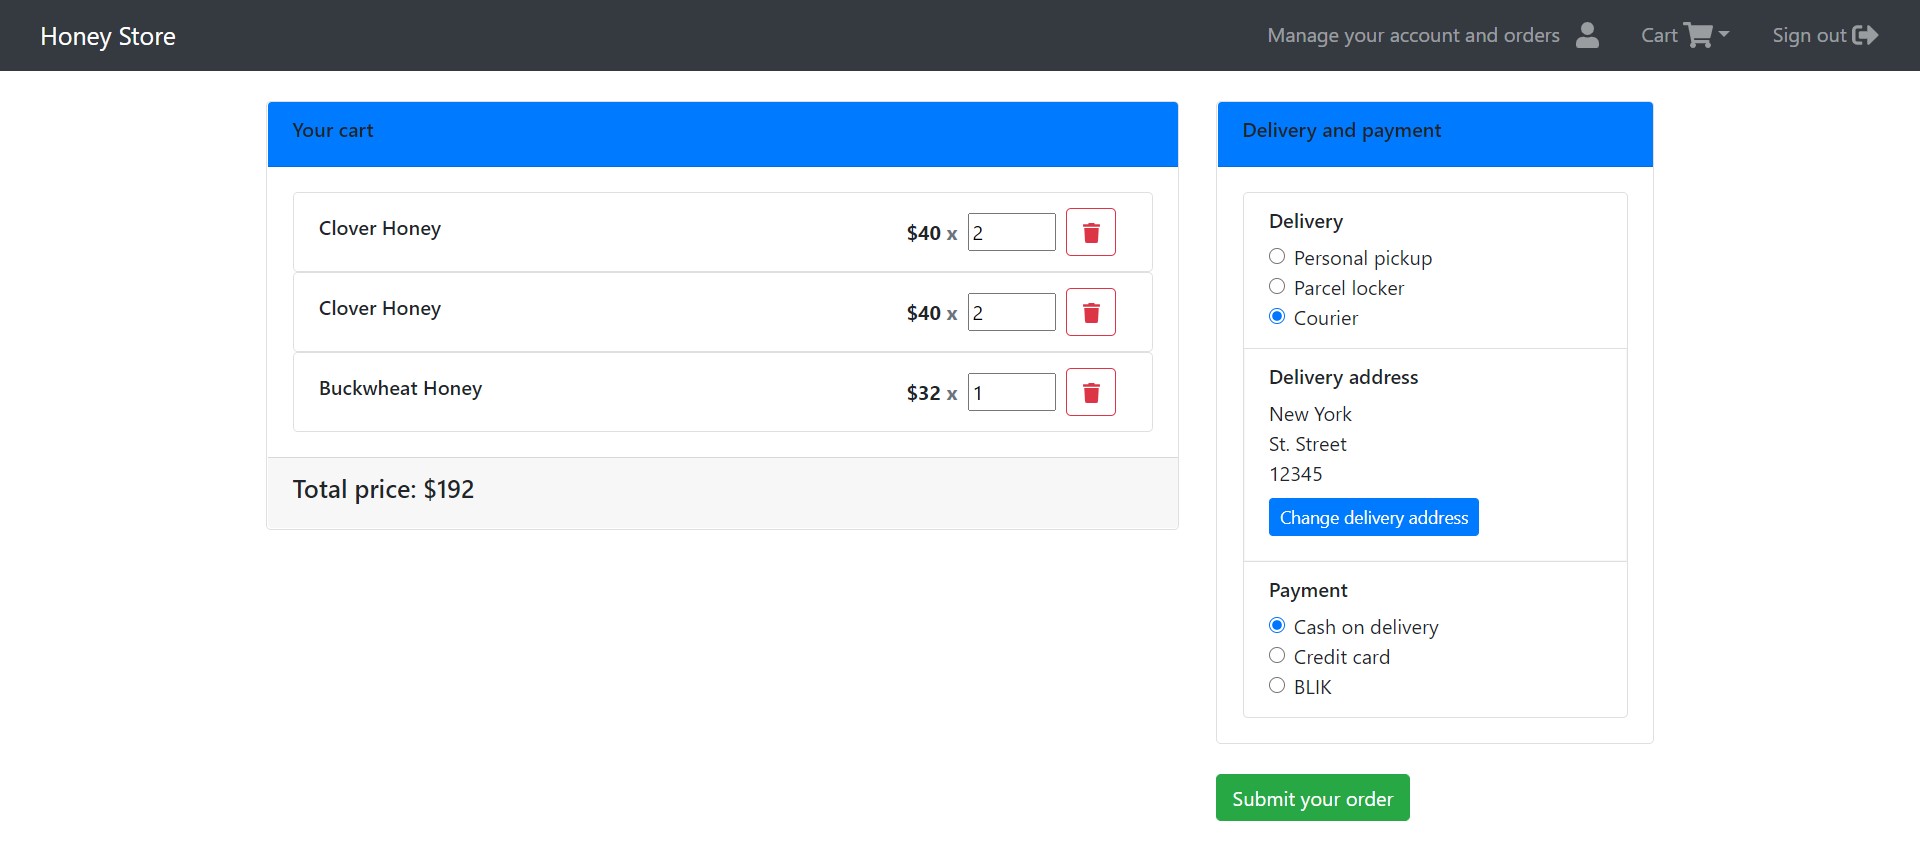 Honey Store
Manage your account and orders
Cart
Sign out
Your cart
Clover Honey
$40 x 2
Clover Honey
$40 x 2
Buckwheat Honey
$32 x 1
Total price: $192
Delivery and payment
Delivery
Personal pickup
Parcel locker
Courier
Delivery address
New York
St. Street
12345
Change delivery address
Payment
Cash on delivery
Credit card
BLIK
Submit your order